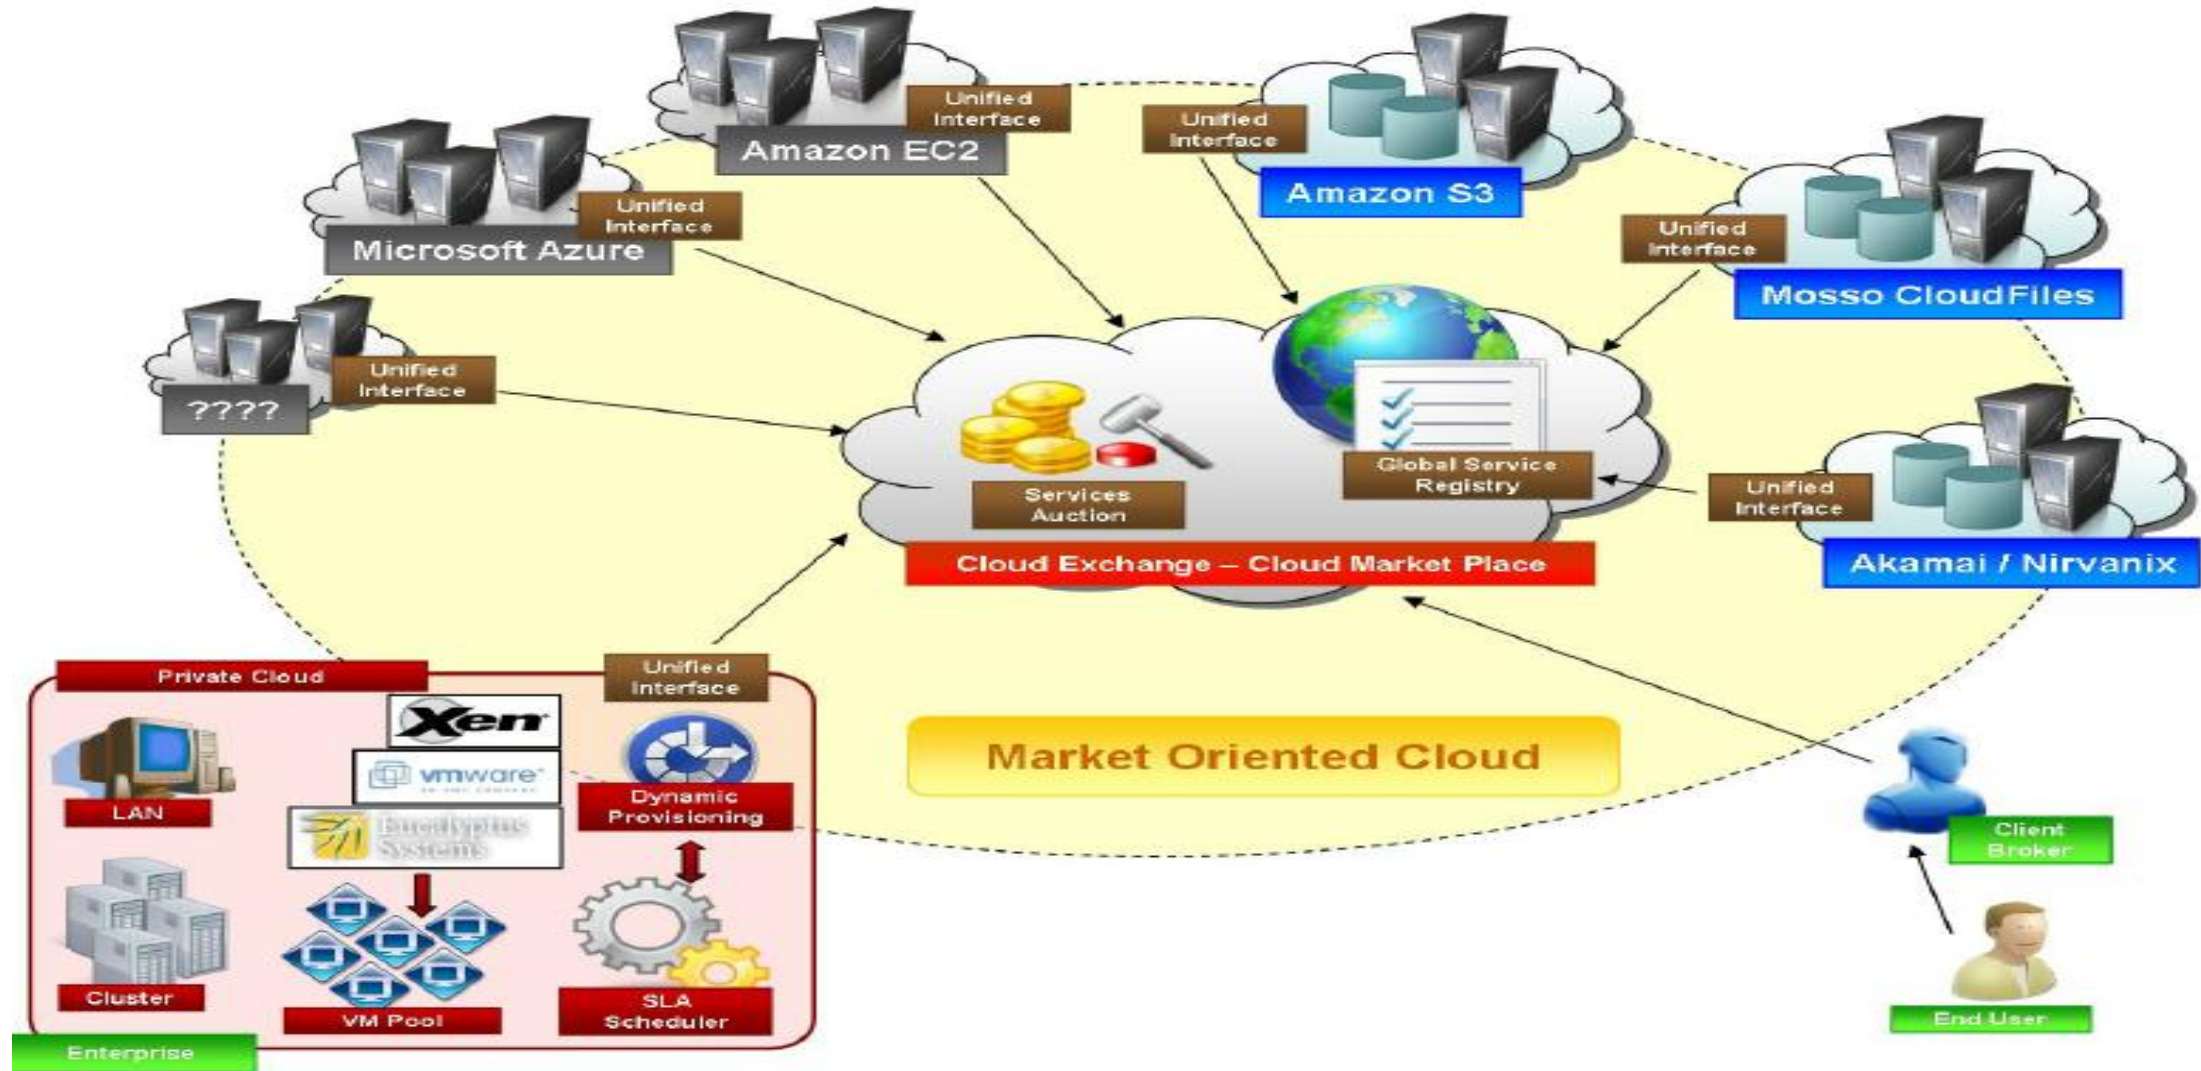 Unified
Interface
Amazon EC2
Unified
Interface
Amazon S3
Unified
Interface
Microsoft Azure
Unified
Interface
Mosso CloudFiles
Unified
Interface
????
Services
Auction
Global Service
Registry
Unified
Interface
Akamai / Nirvanix
Cloud Exchange – Cloud Market Place
Market Oriented Cloud
Private Cloud
Unified
Interface
Xen
vmware
LAN
Eucalyptus
Systems
Dynamic
Provisioning
Cluster
VM Pool
SLA
Scheduler
Enterprise
Client
Broker
End User